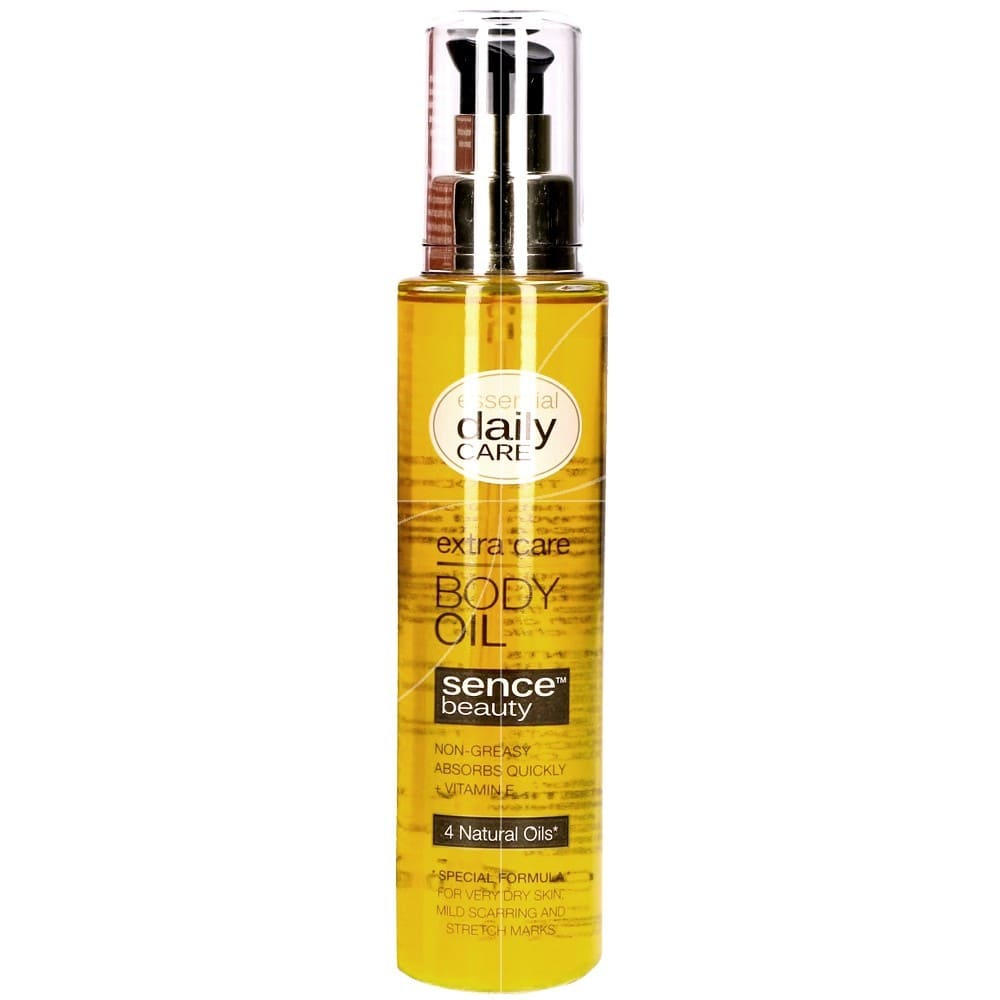 essential
daily
CARE
extra care
BODY
OIL
sence™
beauty
NON-GREASY
ABSORBS QUICKLY
+ VITAMIN E
4 Natural Oils*
*SPECIAL FORMULA*
FOR VERY DRY SKIN,
MILD SCARRING AND
STRETCH MARKS